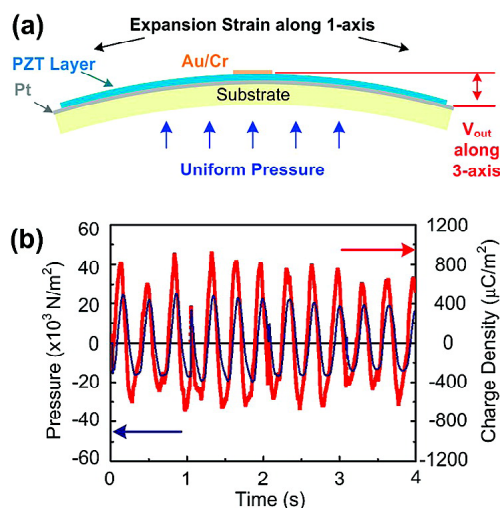 (a)
Expansion Strain along 1-axis
PZT Layer
Au/Cr
Pt
Substrate
Vout
along
3-axis
Uniform Pressure
(b)
Pressure (x10³ N/m²)
60
40
20
0
-20
-40
-60
1200
800
400
0
-400
-800
-1200
Charge Density (μC/m²)
0
1
2
3
4
Time (s)